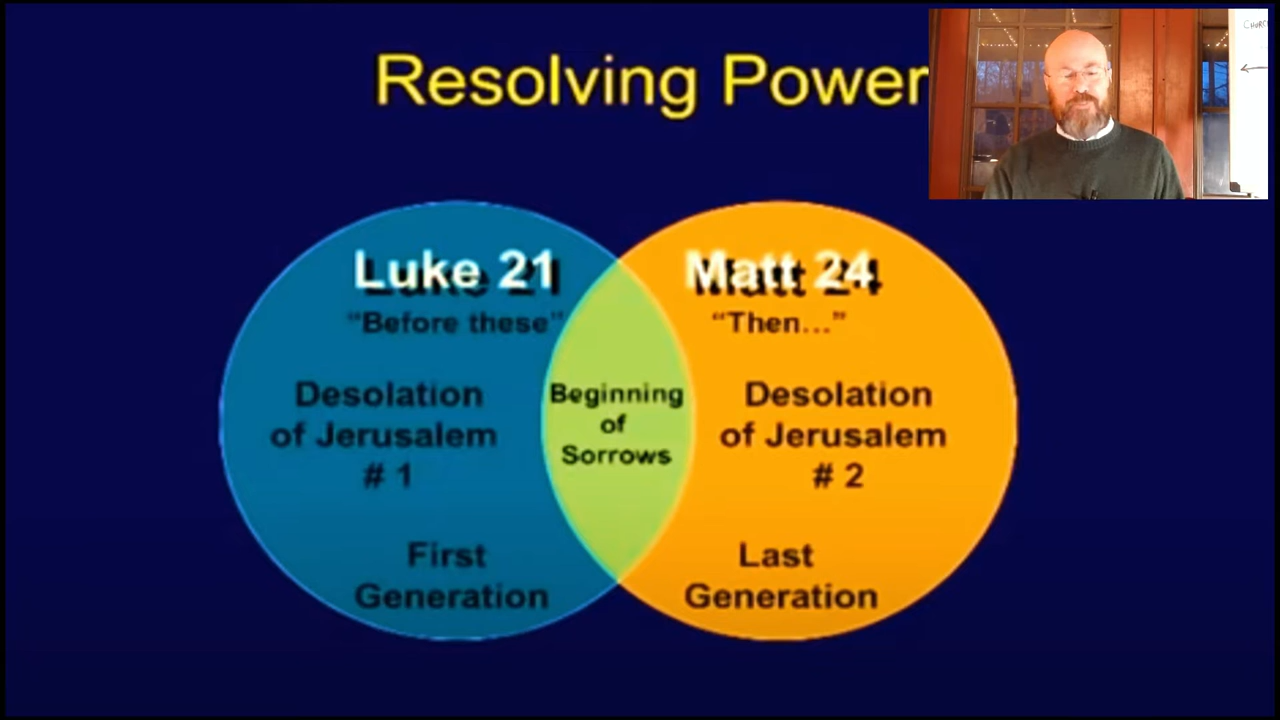 Resolving Power
Luke 21
Matt 24
"Before these"
"Then..."
Desolation
of Jerusalem
# 1
Beginning
of
Sorrows
Desolation
of Jerusalem
# 2
First
Generation
Last
Generation